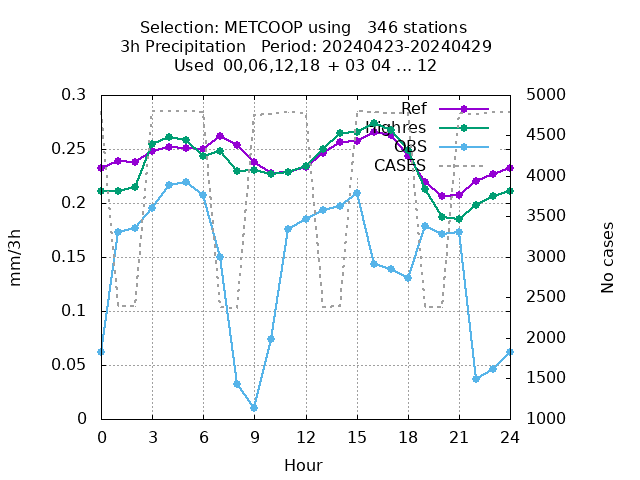 Selection: METCOOP using   346 stations
3h Precipitation   Period: 20240423-20240429
Used 00,06,12,18 + 03 04 ... 12
0.3
0.25
0.2
0.15
0.1
0.05
0
mm/3h
5000
4500
4000
3500
3000
2500
2000
1500
1000
No cases
Ref
Highres
OBS
CASES
0 3 6 9 12 15 18 21 24
Hour